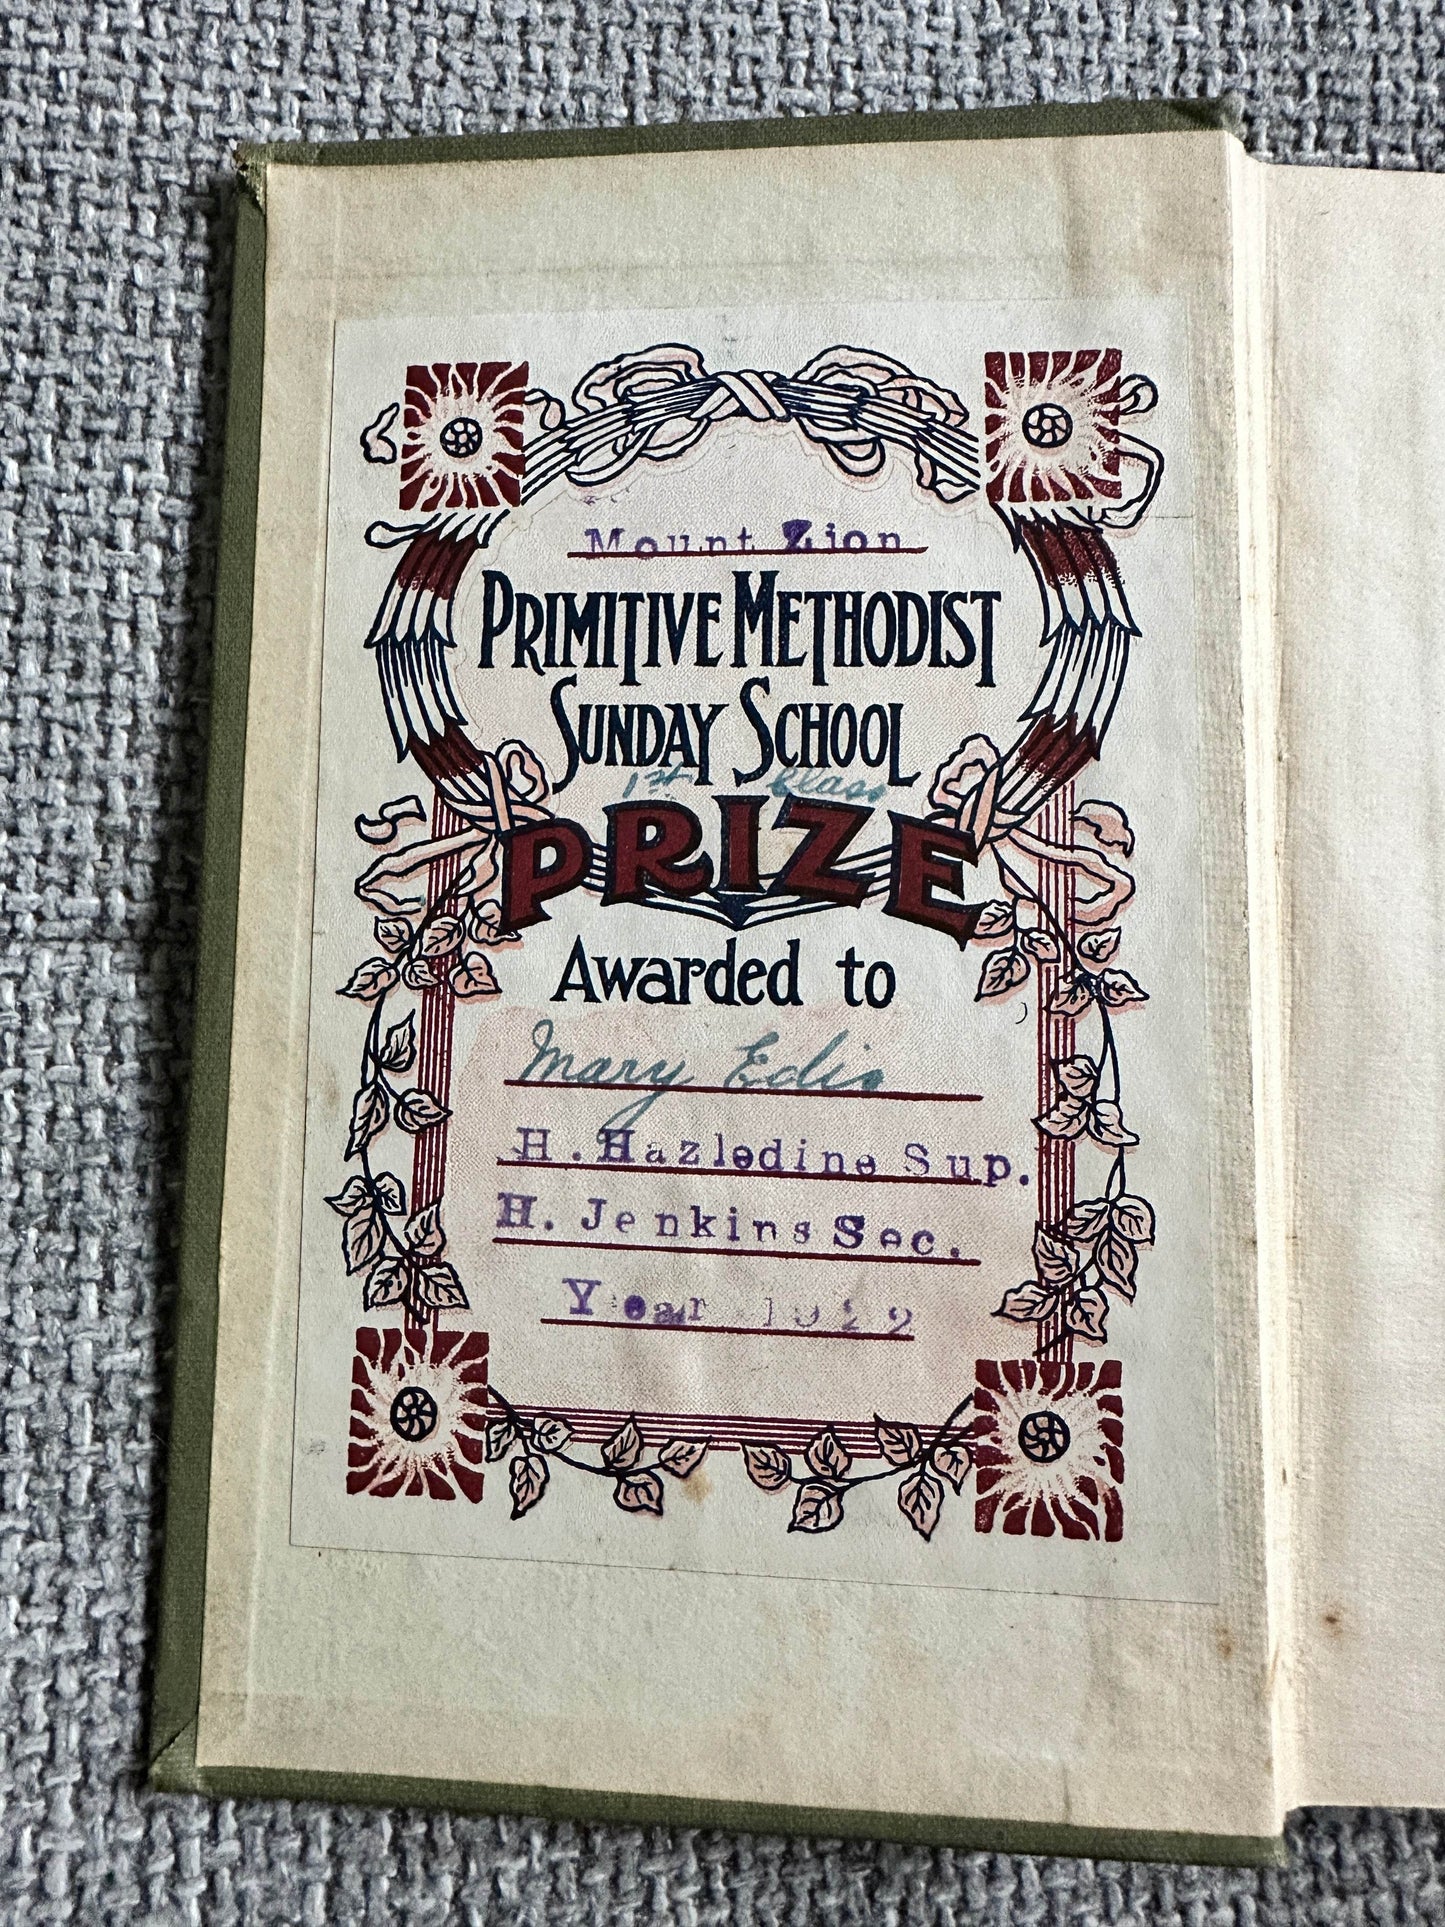 Mount Zion
PRIMITIVE METHODIST
SUNDAY SCHOOL
1st Class
PRIZE
Awarded to
Mary Edis
H. Hazledine Sup.
H. Jenkins Sec.
Year 1922